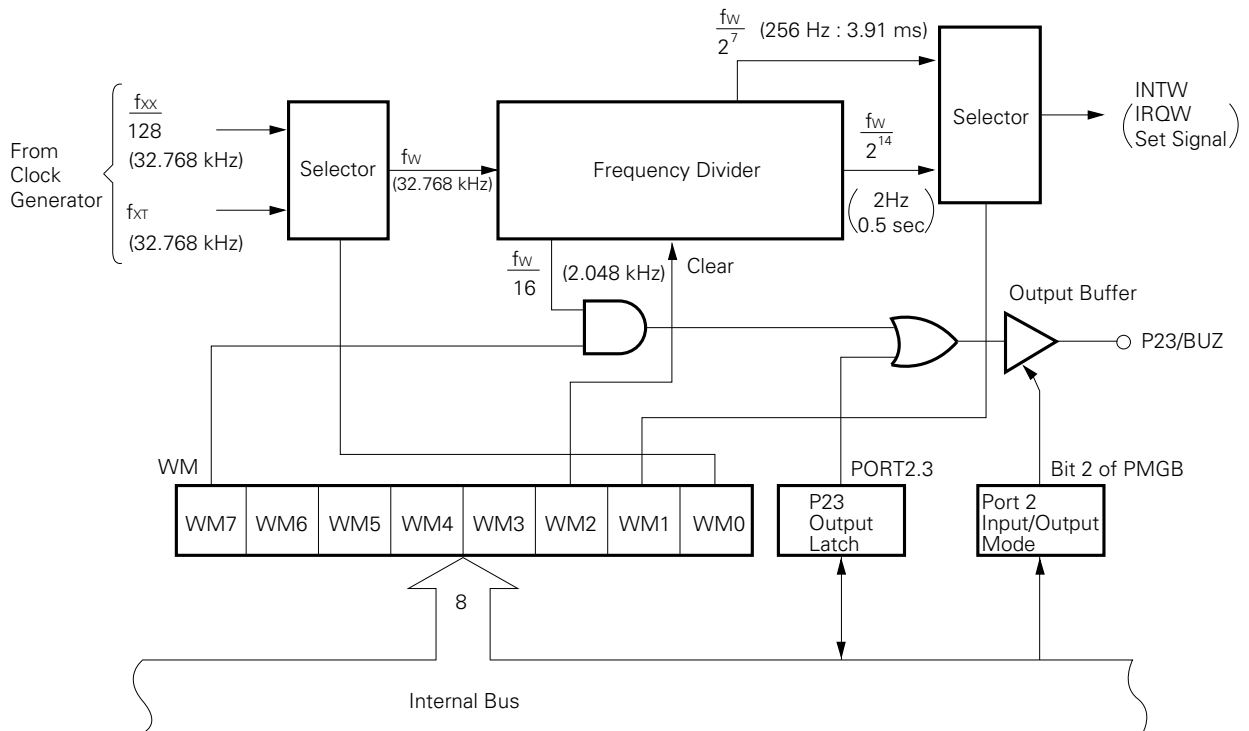 From
Clock
Generator
fXX
128
(32.768 kHz)
fXT
(32.768 kHz)
Selector
fW
(32.768 kHz)
Frequency Divider
fW
2^7
(256 Hz : 3.91 ms)
fW
2^14
(2Hz
0.5 sec)
Selector
INTW
(IRQW
Set Signal)
fW
16
(2.048 kHz)
Clear
Output Buffer
P23/BUZ
WM
WM7 WM6 WM5 WM4 WM3 WM2 WM1 WM0
PORT2.3
P23
Output
Latch
Bit 2 of PMGB
Port 2
Input/Output
Mode
8
Internal Bus